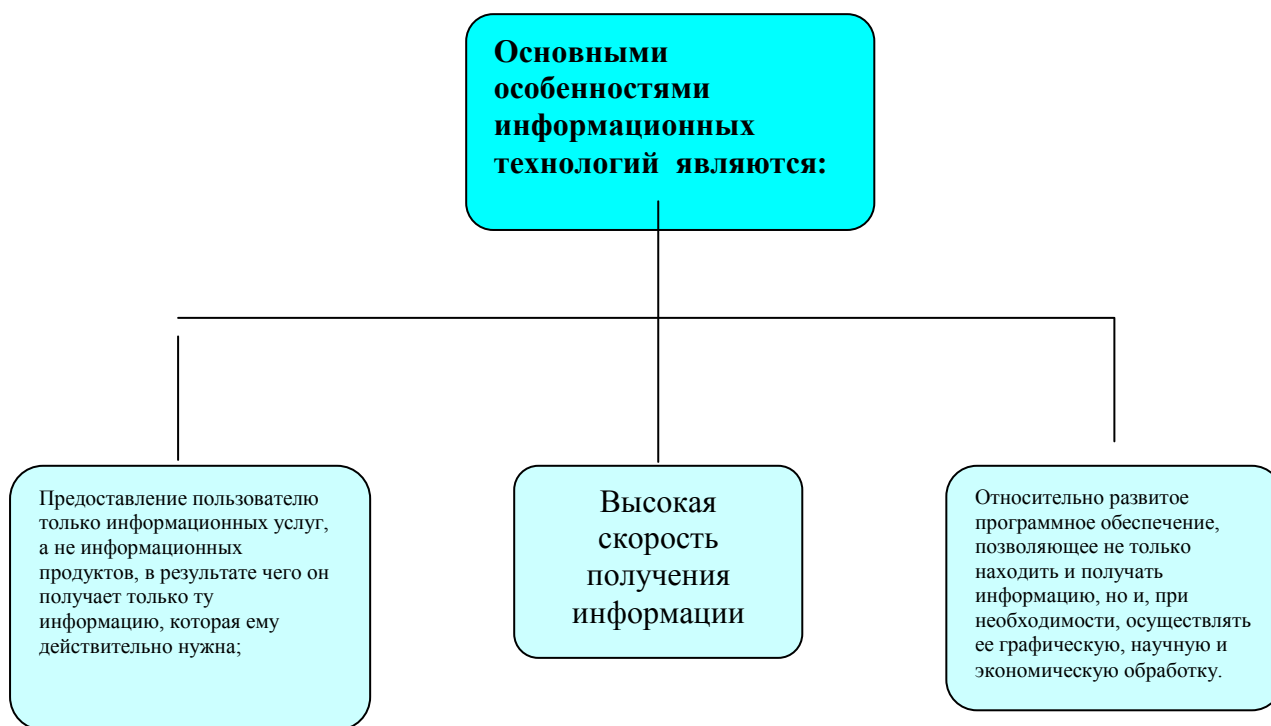 Основными
особенностями
информационных
технологий являются:
Предоставление пользователю
только информационных услуг,
а не информационных
продуктов, в результате чего он
получает только ту
информацию, которая ему
действительно нужна;
Высокая
скорость
получения
информации
Относительно развитое
программное обеспечение,
позволяющее не только
находить и получать
информацию, но и, при
необходимости, осуществлять
ее графическую, научную и
экономическую обработку.